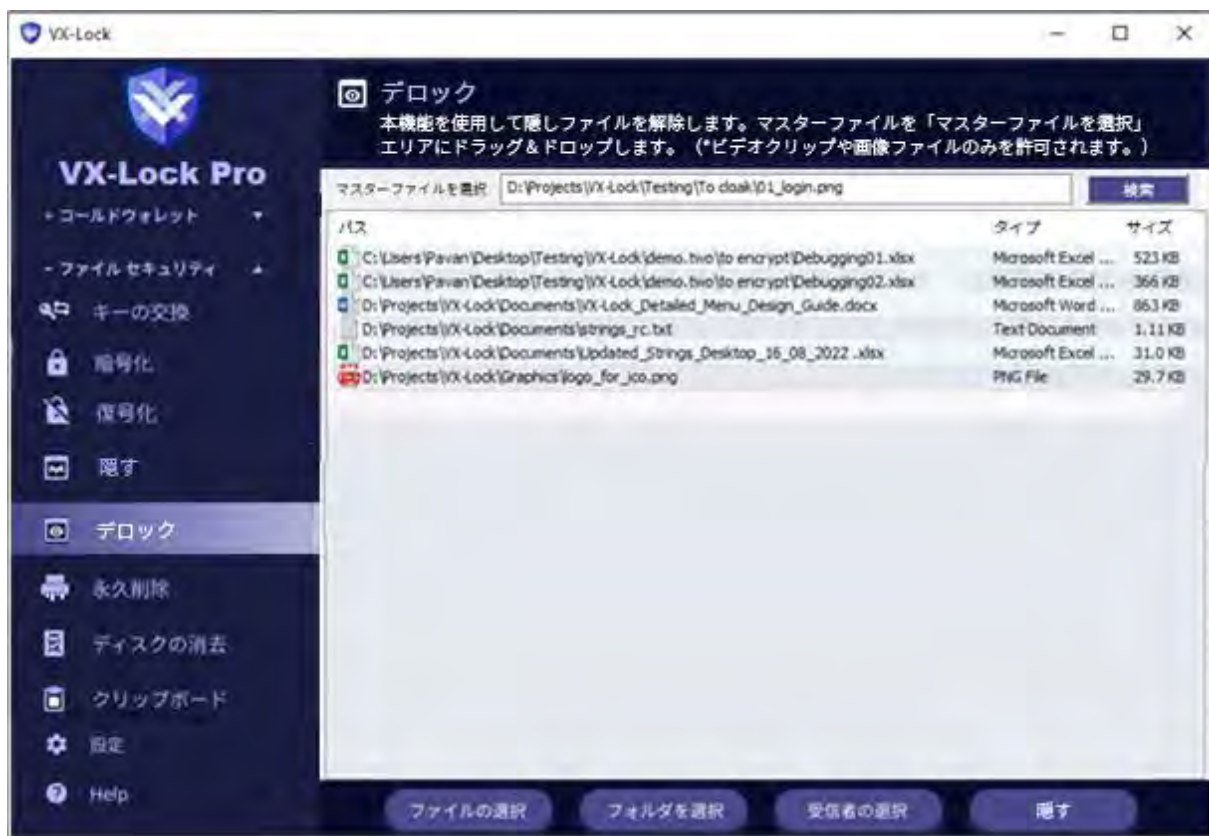 VX-Lock
VX-Lock Pro
+ コールドウォレット
- ファイルセキュリティ
キーの交換
暗号化
復号化
隠す
デロック
永久削除
ディスクの消去
クリップボード
設定
Help
デロック
本機能を使用して隠しファイルを解除します。マスターファイルを「マスターファイルを選択」
エリアにドラッグ＆ドロップします。（*ビデオクリップや画像ファイルのみを許可されます。）
マスターファイルを選択 D:\Projects\VX-Lock\Testing\To cloak\01_login.png 検索
パス タイプ サイズ
C:\Users\Pavan\Desktop\Testing\VX-Lock\demo.two\to encrypt\Debugging01.xlsx Microsoft Excel ... 523 KB
C:\Users\Pavan\Desktop\Testing\VX-Lock\demo.two\to encrypt\Debugging02.xlsx Microsoft Excel ... 366 KB
D:\Projects\VX-Lock\Documents\VX-Lock_Detailed_Menu_Design_Guide.docx Microsoft Word ... 863 KB
D:\Projects\VX-Lock\Documents\strings_rc.txt Text Document 1.11 KB
D:\Projects\VX-Lock\Documents\Updated_Strings_Desktop_16_08_2022 .xlsx Microsoft Excel ... 31.0 KB
D:\Projects\VX-Lock\Graphics\logo_for_ico.png PNG File 29.7 KB
ファイルの選択 フォルダを選択 受信者の選択 隠す